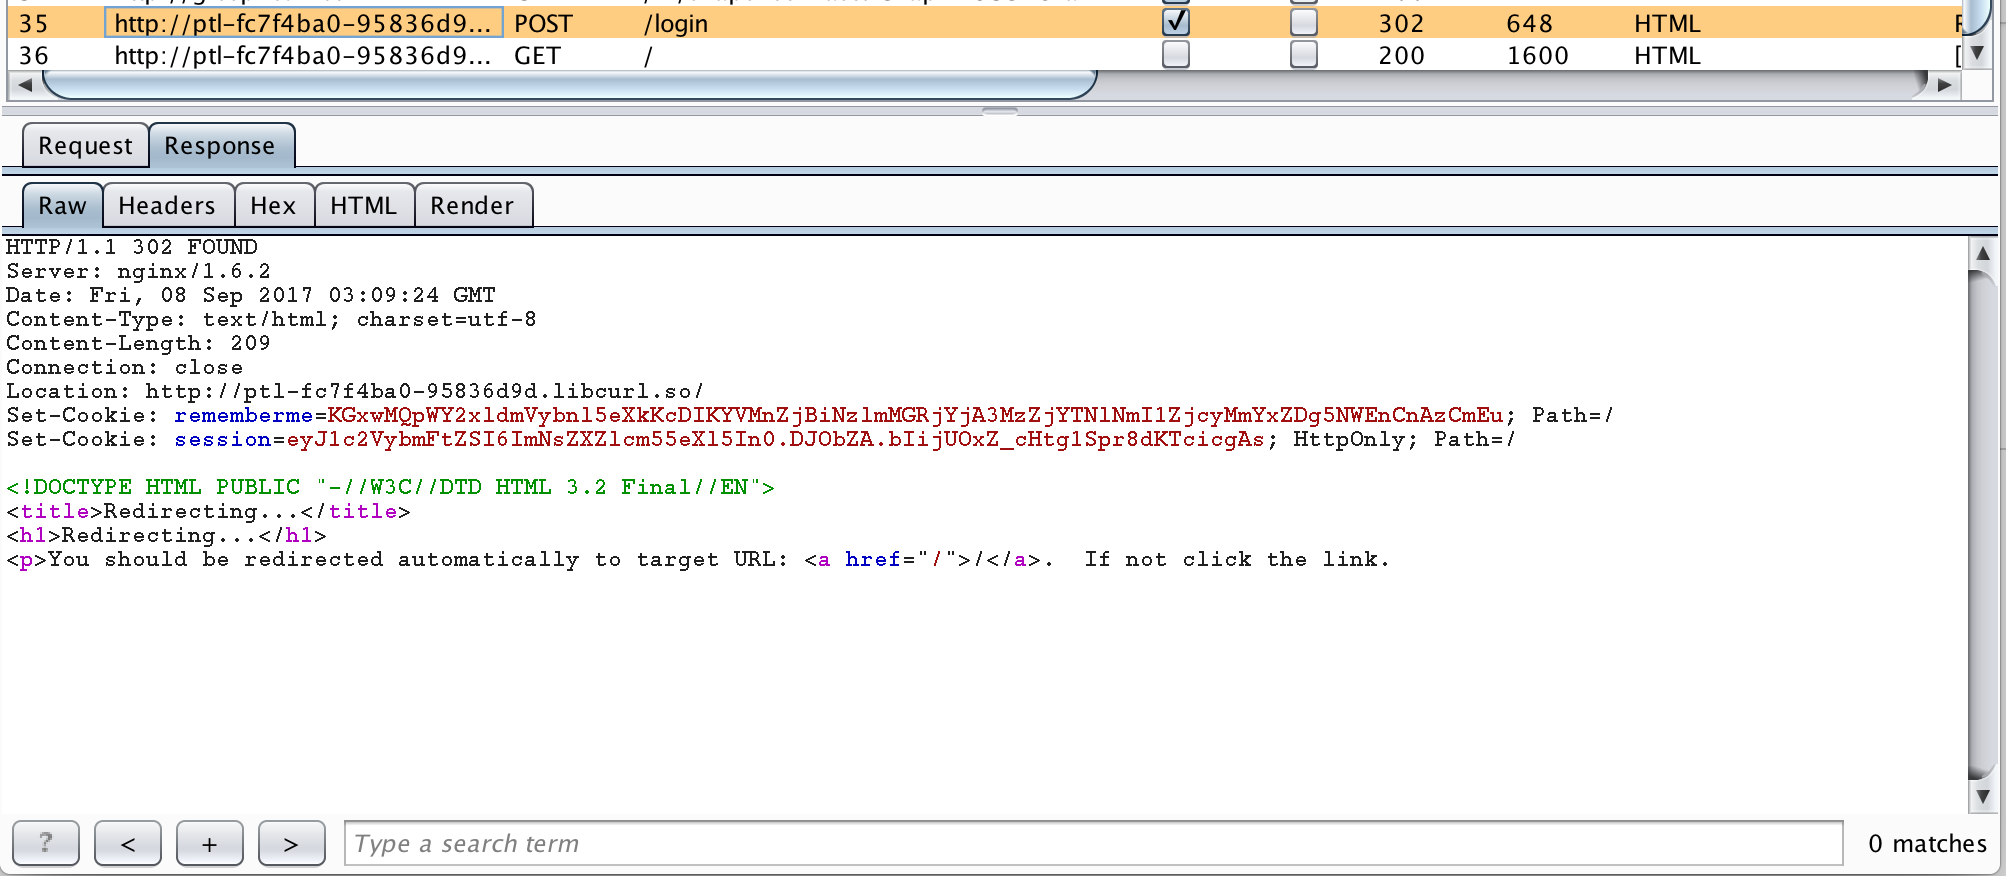 35 http://ptl-fc7f4ba0-95836d9... POST /login 302 648 HTML
36 http://ptl-fc7f4ba0-95836d9... GET / 200 1600 HTML [
Request Response
Raw Headers Hex HTML Render
HTTP/1.1 302 FOUND
Server: nginx/1.6.2
Date: Fri, 08 Sep 2017 03:09:24 GMT
Content-Type: text/html; charset=utf-8
Content-Length: 209
Connection: close
Location: http://ptl-fc7f4ba0-95836d9d.libcurl.so/
Set-Cookie: rememberme=KGxwMQpWY2xldmVybnl5eXkKcDIKYVMnZjBiNzlmMGRjYjA3MzZjYTNlNmI1ZjcyMmYxZDg5NWEnCnAzCmEu; Path=/
Set-Cookie: session=eyJ1c2VybmFtZSI6ImNsZXZlcm55eXl5In0.DJObZA.bIijUOxZ_cHtg1Spr8dKTcicgAs; HttpOnly; Path=/
<!DOCTYPE HTML PUBLIC "-//W3C//DTD HTML 3.2 Final//EN">
<title>Redirecting...</title>
<h1>Redirecting...</h1>
<p>You should be redirected automatically to target URL: <a href="/">/</a>.  If not click the link.
? < + > Type a search term 0 matches